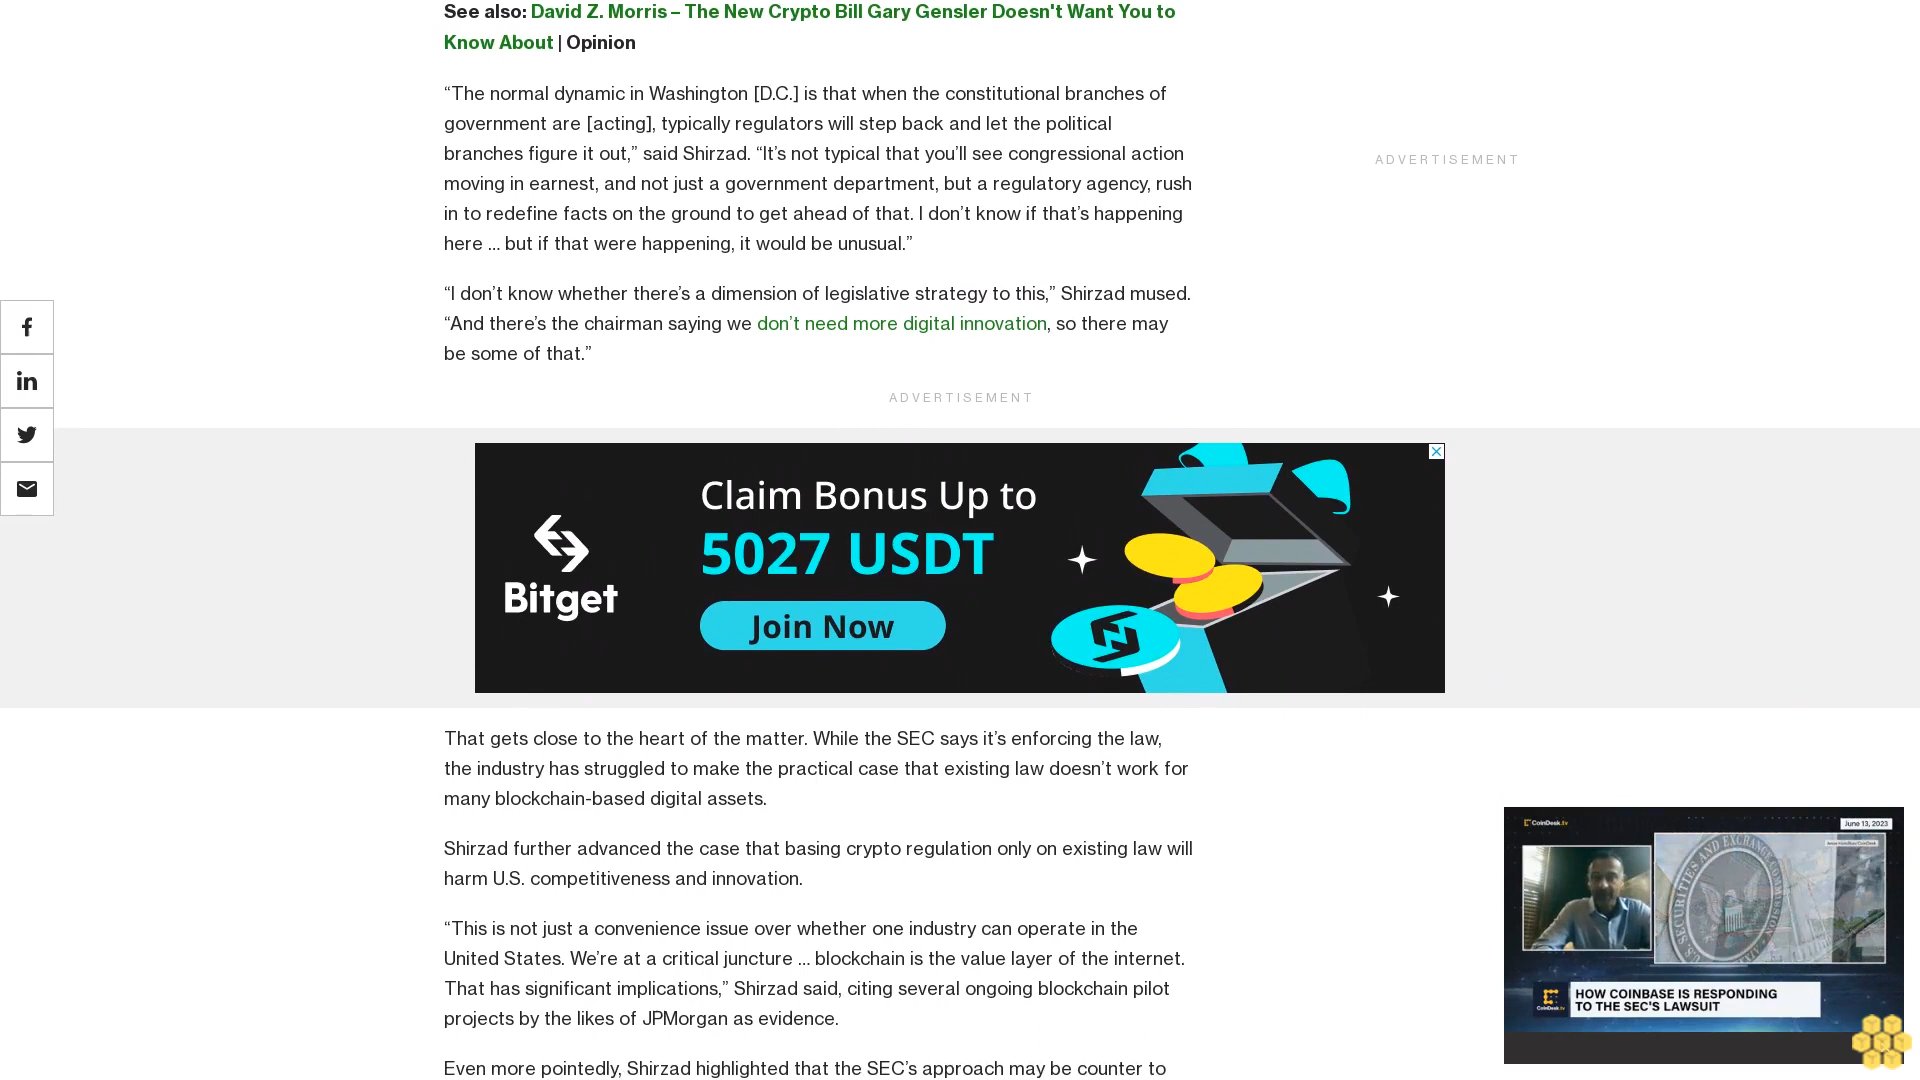 See also: David Z. Morris – The New Crypto Bill Gary Gensler Doesn't Want You to
Know About | Opinion
“The normal dynamic in Washington [D.C.] is that when the constitutional branches of
government are [acting], typically regulators will step back and let the political
branches figure it out,” said Shirzad. “It’s not typical that you’ll see congressional action
moving in earnest, and not just a government department, but a regulatory agency, rush
in to redefine facts on the ground to get ahead of that. I don’t know if that’s happening
here … but if that were happening, it would be unusual.”
ADVERTISEMENT
“I don’t know whether there’s a dimension of legislative strategy to this,” Shirzad mused.
“And there’s the chairman saying we don’t need more digital innovation, so there may
be some of that.”
ADVERTISEMENT
Bitget
Claim Bonus Up to
5027 USDT
Join Now
That gets close to the heart of the matter. While the SEC says it’s enforcing the law,
the industry has struggled to make the practical case that existing law doesn’t work for
many blockchain-based digital assets.
Shirzad further advanced the case that basing crypto regulation only on existing law will
harm U.S. competitiveness and innovation.
“This is not just a convenience issue over whether one industry can operate in the
United States. We’re at a critical juncture … blockchain is the value layer of the internet.
That has significant implications,” Shirzad said, citing several ongoing blockchain pilot
projects by the likes of JPMorgan as evidence.
Even more pointedly, Shirzad highlighted that the SEC’s approach may be counter to
CoinDesk.tv
June 13, 2023
SECURITIES AND EXCHANGE
HOW COINBASE IS RESPONDING
TO THE SEC'S LAWSUIT
CoinDesk.tv